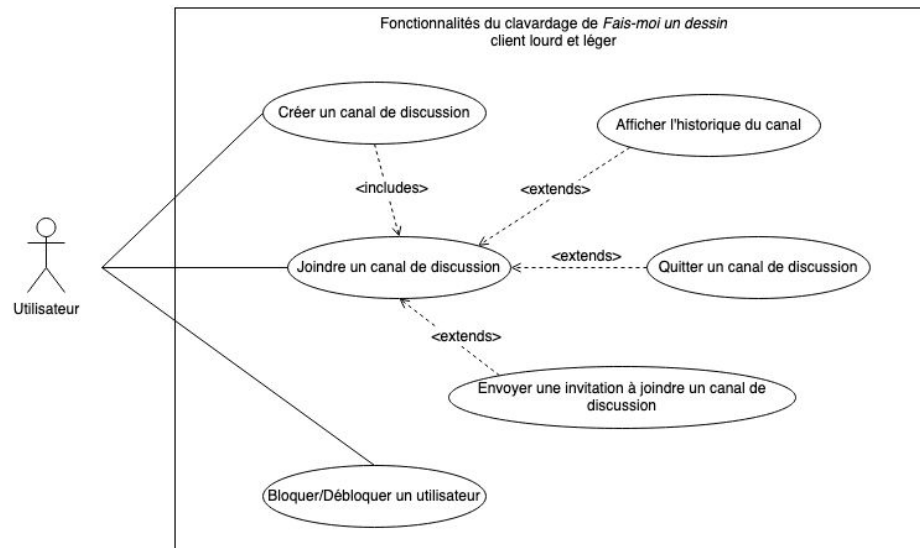 Fonctionnalités du clavardage de Fais-moi un dessin
client lourd et léger
Créer un canal de discussion
Afficher l'historique du canal
<includes>
<extends>
Joindre un canal de discussion
<extends>
Quitter un canal de discussion
Utilisateur
<extends>
Envoyer une invitation à joindre un canal de
discussion
Bloquer/Débloquer un utilisateur